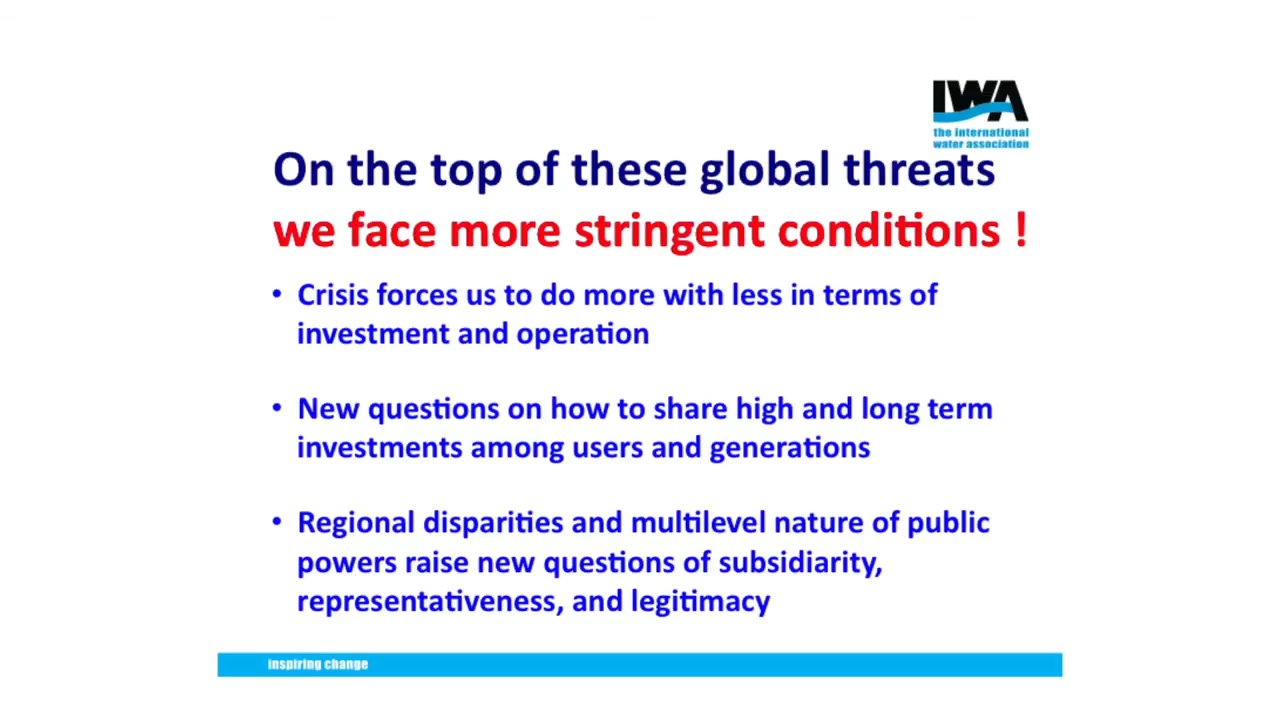 IWA
the international
water association
On the top of these global threats
we face more stringent conditions !
• Crisis forces us to do more with less in terms of
investment and operation
• New questions on how to share high and long term
investments among users and generations
• Regional disparities and multilevel nature of public
powers raise new questions of subsidiarity,
representativeness, and legitimacy
inspiring change